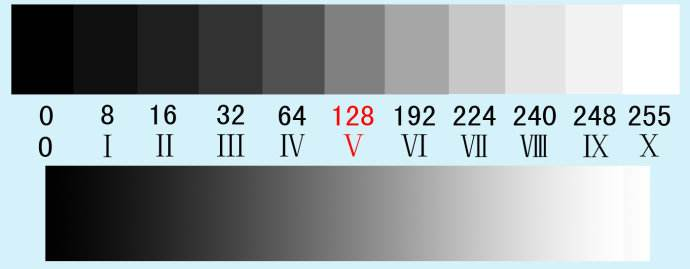 0 8 16 32 64 128 192 224 240 248 255
0 Ⅰ Ⅱ Ⅲ Ⅳ Ⅴ Ⅵ Ⅶ Ⅷ Ⅸ Ⅹ